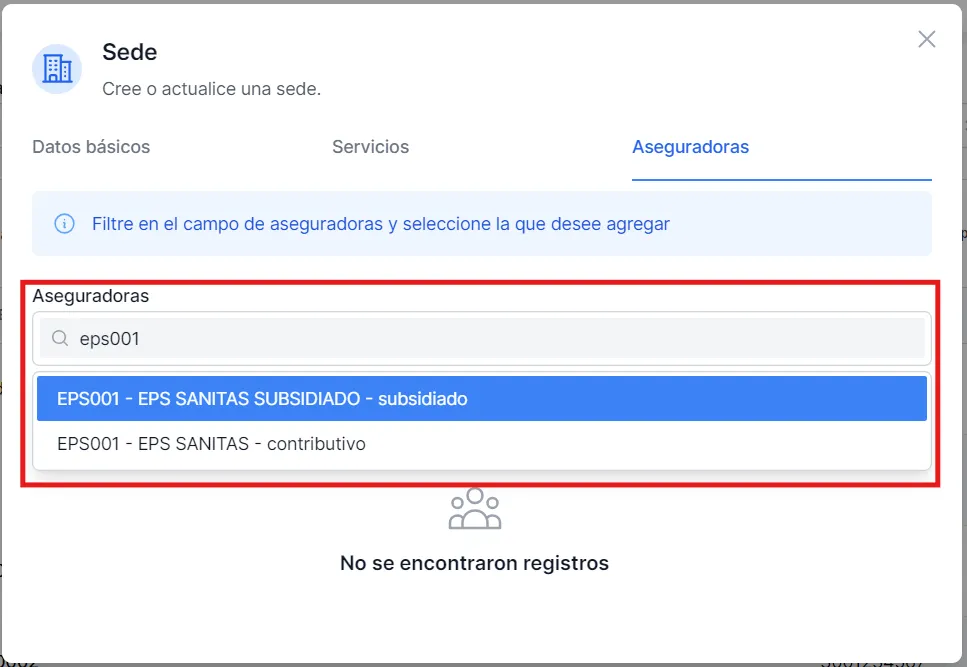 Sede
Cree o actualice una sede.
Datos básicos
Servicios
Aseguradoras
Filtre en el campo de aseguradoras y seleccione la que desee agregar
Aseguradoras
eps001
EPS001 - EPS SANITAS SUBSIDIADO - subsidiado
EPS001 - EPS SANITAS - contributivo
No se encontraron registros